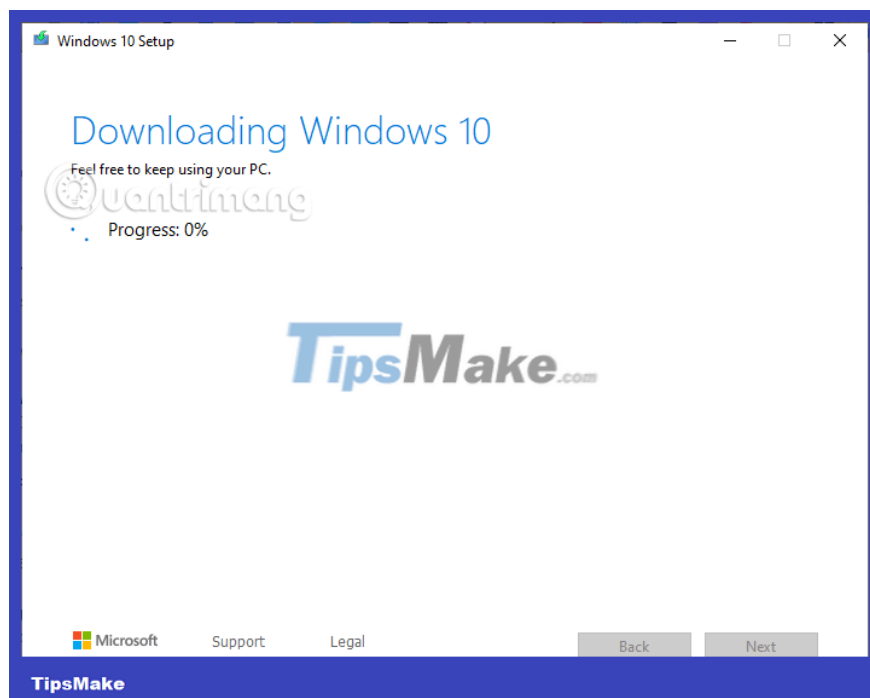 Windows 10 Setup
Downloading Windows 10
Feel free to keep using your PC.
Quantrimang
Progress: 0%
TipsMake.com
Microsoft Support Legal Back Next
TipsMake